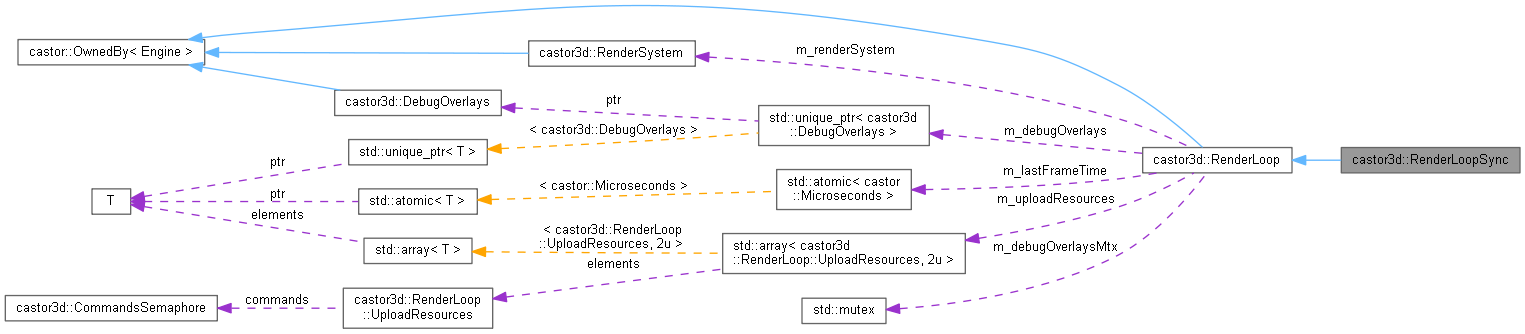 castor::OwnedBy< Engine >
castor3d::RenderSystem
m_renderSystem
castor3d::DebugOverlays
ptr
std::unique_ptr< castor3d
::DebugOverlays >
< castor3d::DebugOverlays >
m_debugOverlays
std::unique_ptr< T >
ptr
castor3d::RenderLoop
castor3d::RenderLoopSync
m_lastFrameTime
T
ptr
std::atomic< T >
< castor::Microseconds >
std::atomic< castor
::Microseconds >
m_uploadResources
elements
std::array< T >
< castor3d::RenderLoop
::UploadResources, 2u >
std::array< castor3d
::RenderLoop::UploadResources, 2u >
m_debugOverlaysMtx
elements
castor3d::CommandsSemaphore
commands
castor3d::RenderLoop
::UploadResources
std::mutex